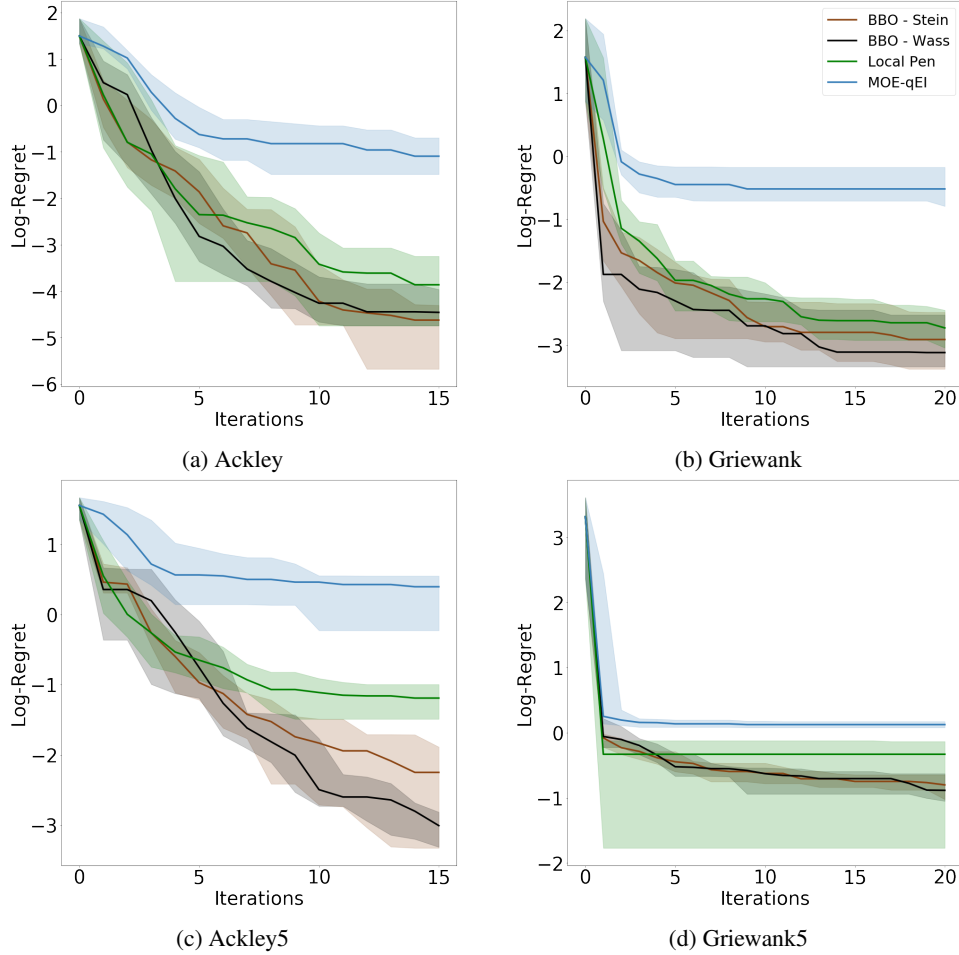 2
1
0
−1
−2
−3
−4
−5
−6
Log-Regret
0 5 10 15
Iterations
(a) Ackley
BBO - Stein
BBO - Wass
Local Pen
MOE-qEI
2
1
0
−1
−2
−3
Log-Regret
0 5 10 15 20
Iterations
(b) Griewank
1
0
−1
−2
−3
Log-Regret
0 5 10 15
Iterations
(c) Ackley5
3
2
1
0
−1
−2
Log-Regret
0 5 10 15 20
Iterations
(d) Griewank5